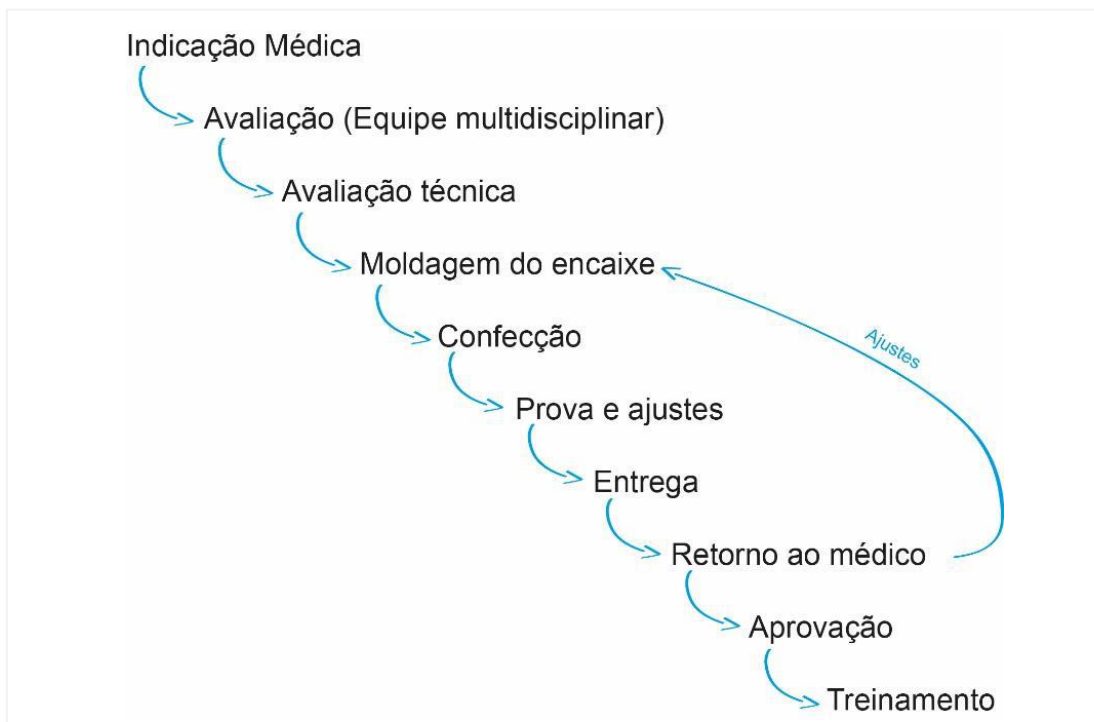 Indicação Médica
Avaliação (Equipe multidisciplinar)
Avaliação técnica
Moldagem do encaixe
Confecção
Ajustes
Prova e ajustes
Entrega
Retorno ao médico
Aprovação
Treinamento